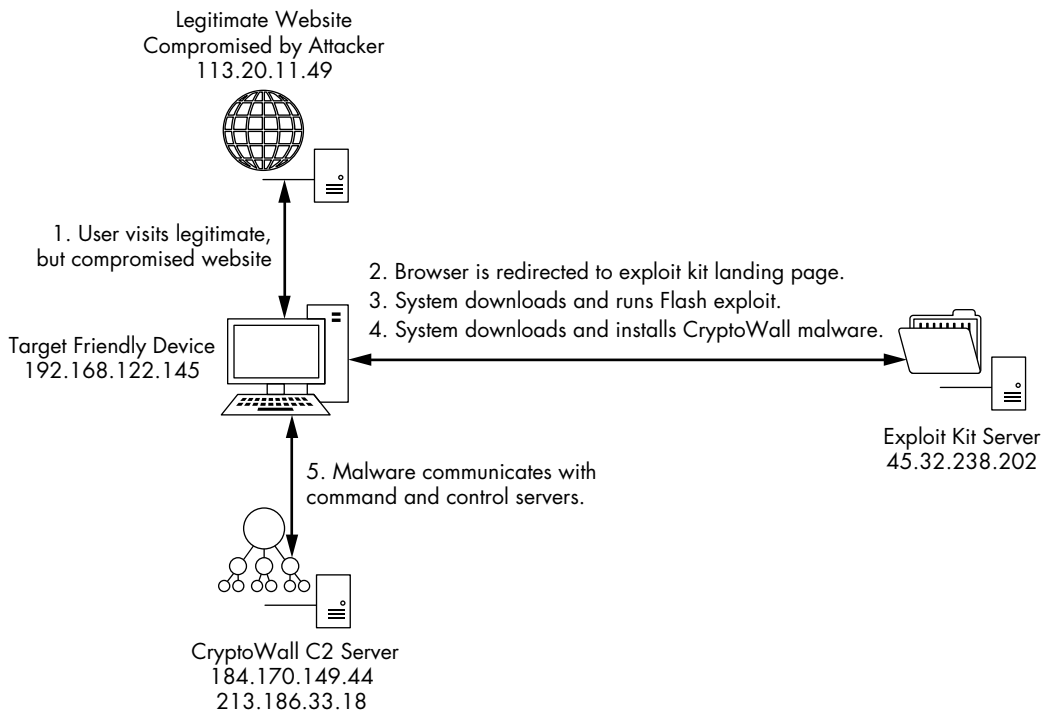 Legitimate Website
Compromised by Attacker
113.20.11.49
1. User visits legitimate,
but compromised website
2. Browser is redirected to exploit kit landing page.
3. System downloads and runs Flash exploit.
4. System downloads and installs CryptoWall malware.
Target Friendly Device
192.168.122.145
Exploit Kit Server
45.32.238.202
5. Malware communicates with
command and control servers.
CryptoWall C2 Server
184.170.149.44
213.186.33.18